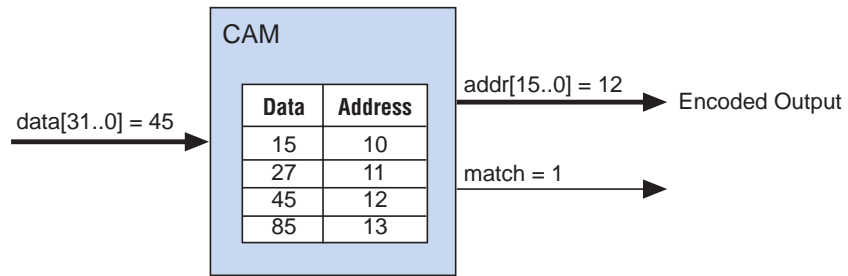 CAM
data[31..0] = 45
Data Address
15 10
27 11
45 12
85 13
addr[15..0] = 12
Encoded Output
match = 1